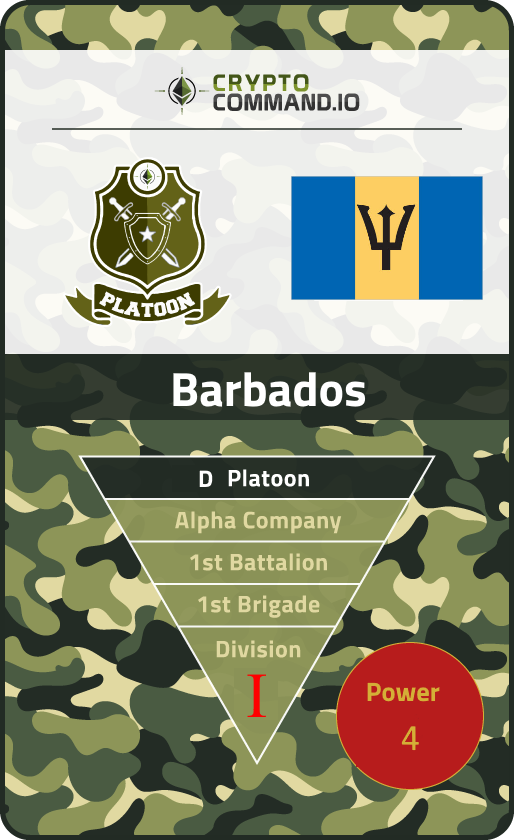 CRYPTO
COMMAND.IO
PLATOON
Barbados
D Platoon
Alpha Company
1st Battalion
1st Brigade
Division
I
Power
4